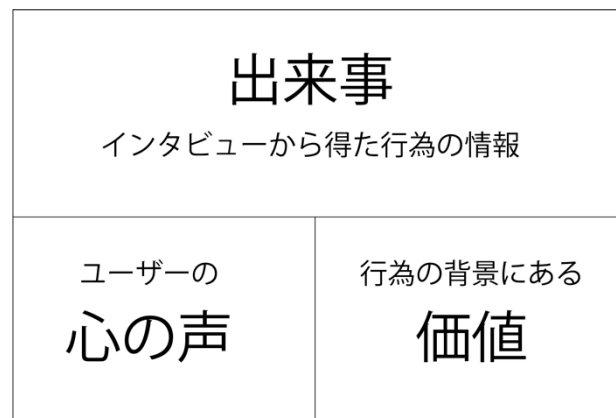 出来事
インタビューから得た行為の情報
ユーザーの
心の声
行為の背景にある
価値